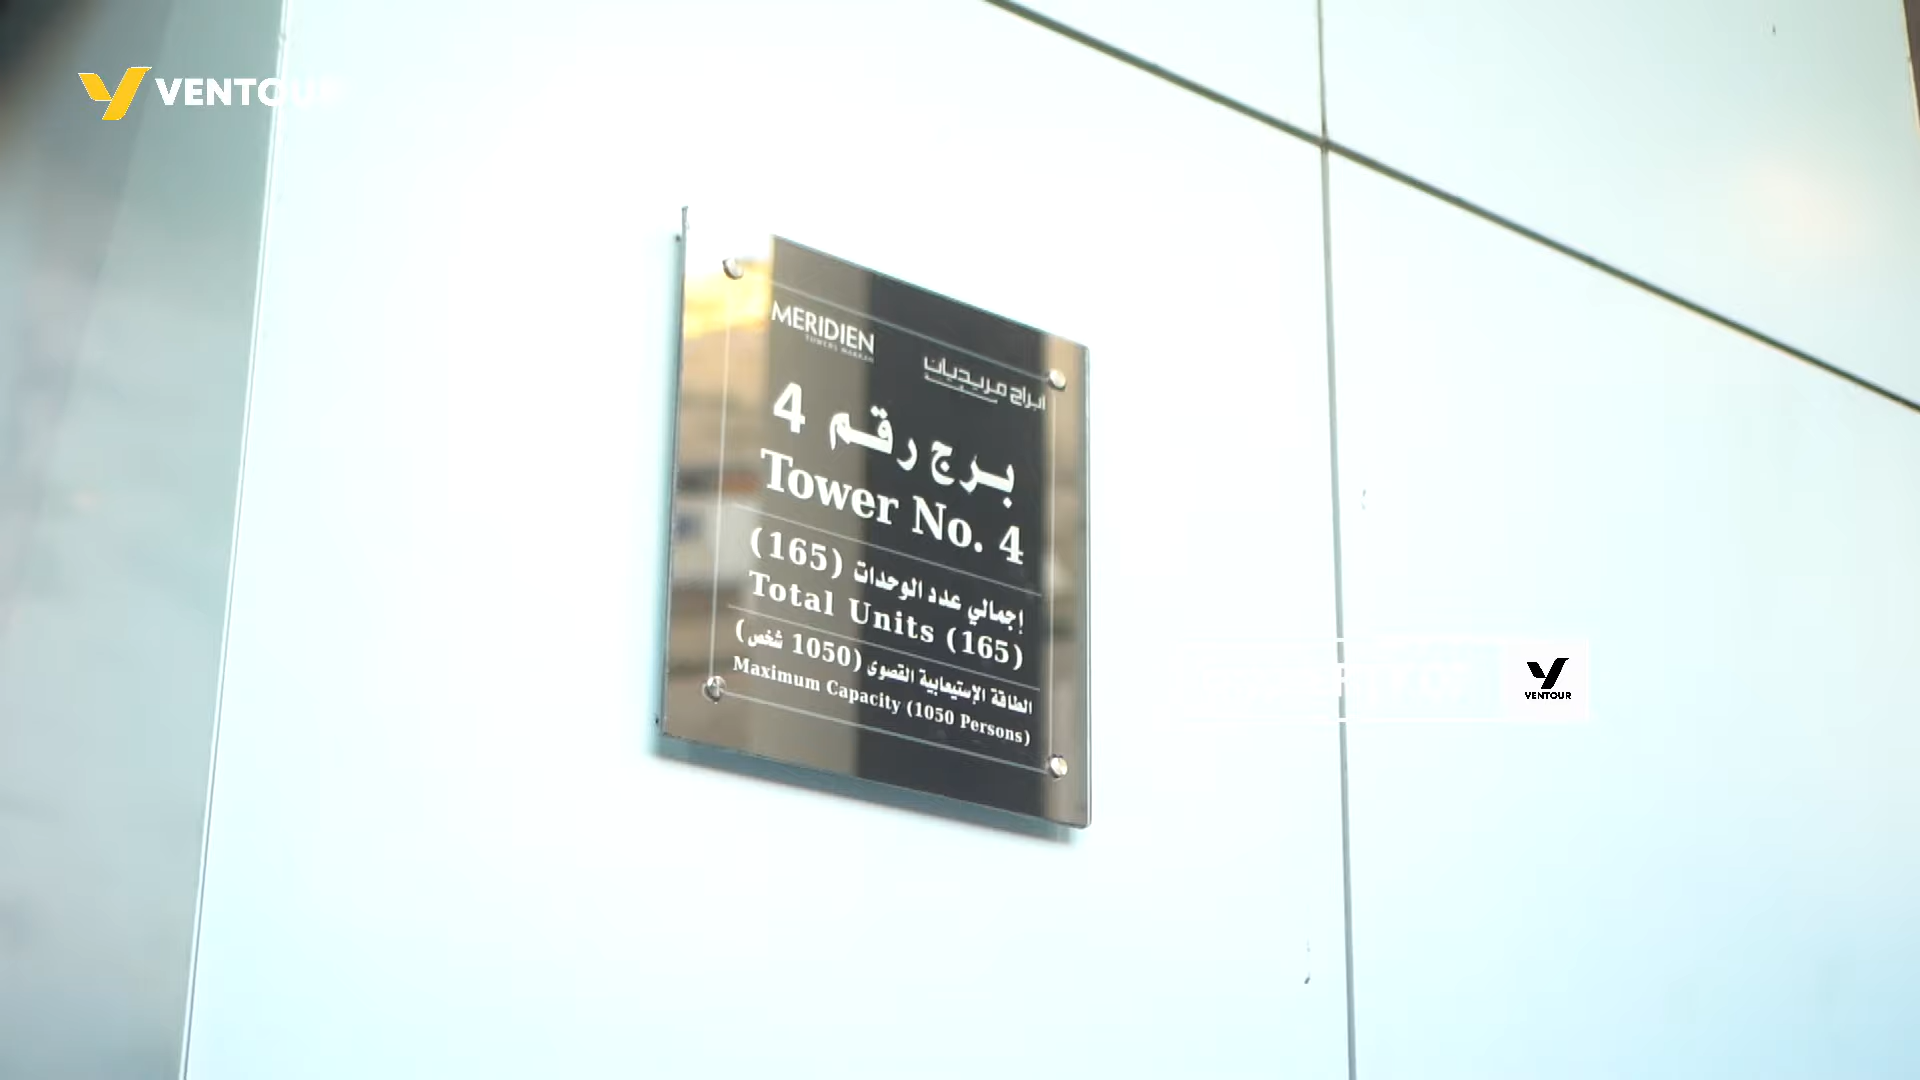 VENTOUR
MERIDIEN
TOWERS MAKKAH
ابراج مريديان
برج رقم 4
Tower No. 4
إجمالي عدد الوحدات (165)
Total Units (165)
الطاقة الإستيعابية القصوى (1050 شخص)
Maximum Capacity (1050 Persons)
VENTOUR